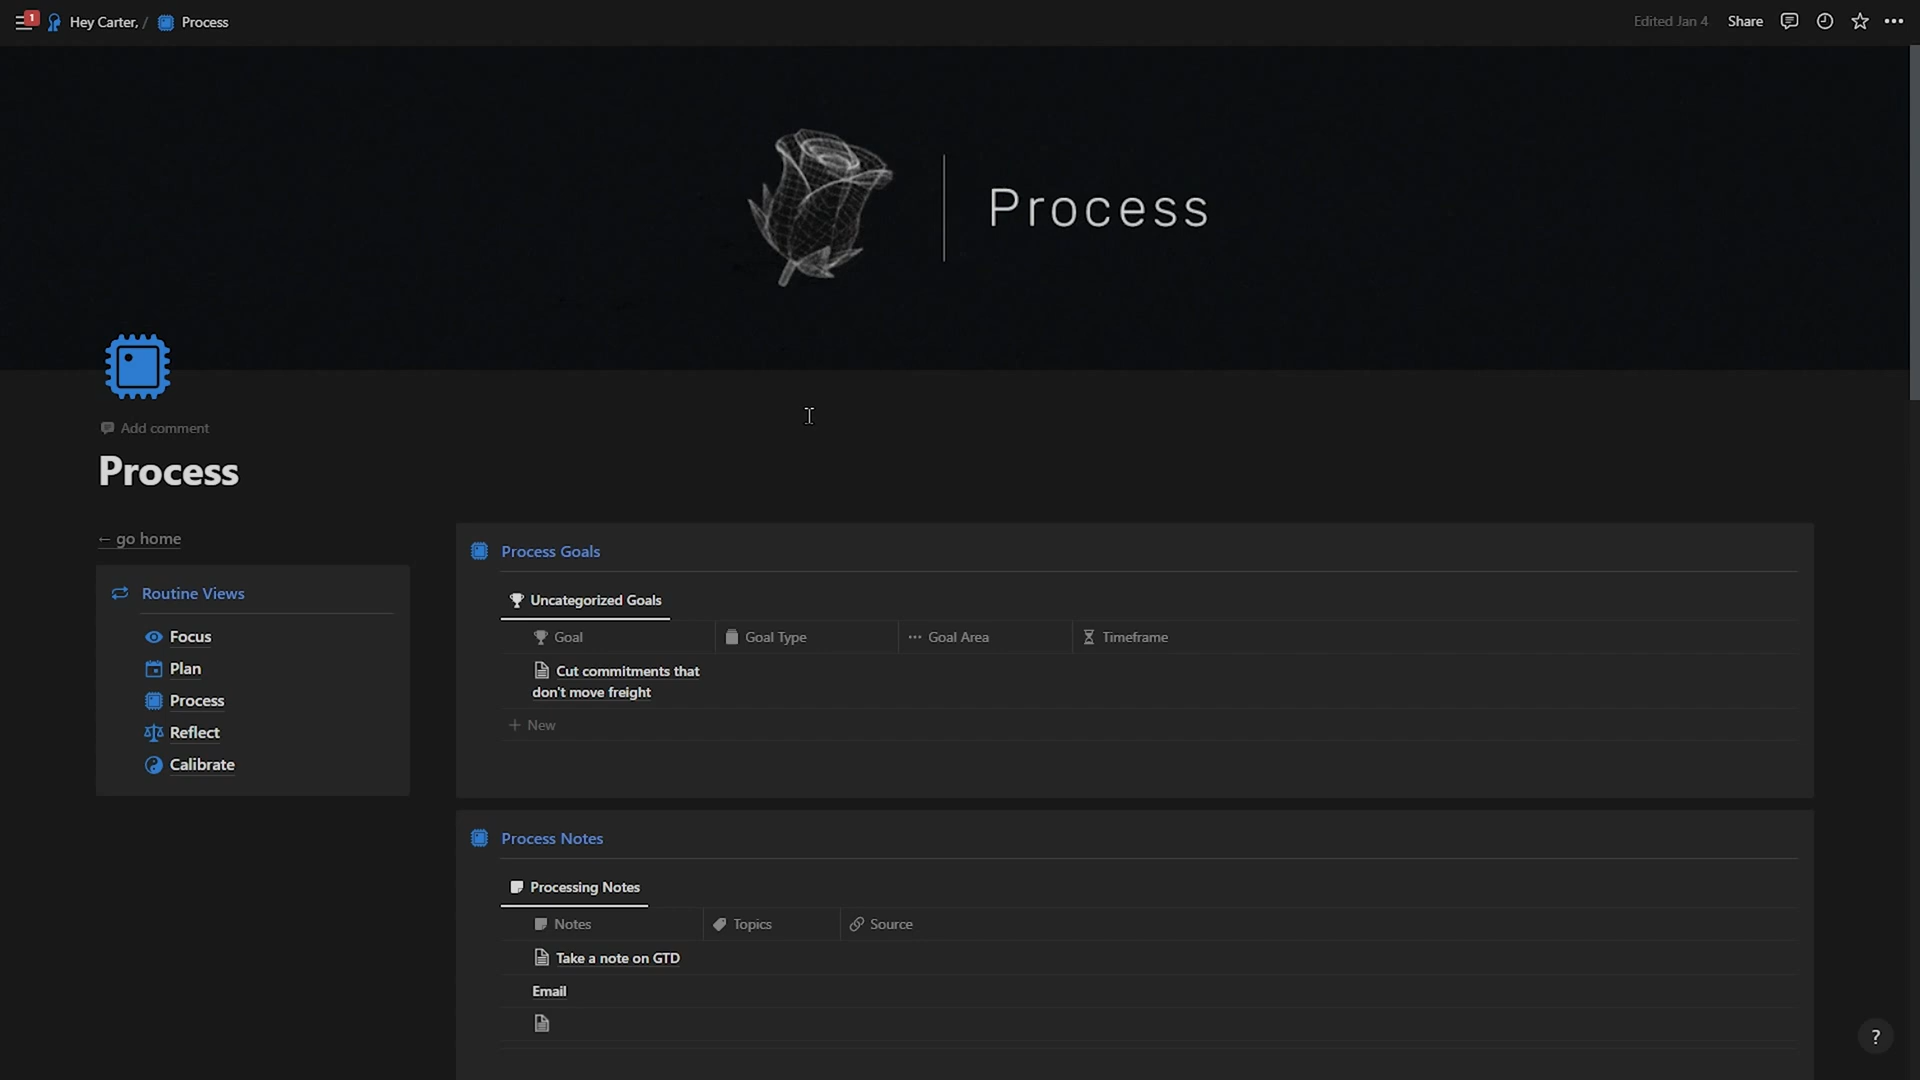 1 Hey Carter, / Process
Edited Jan 4 Share
Process
Add comment
Process
← go home
Routine Views
Focus
Plan
Process
Reflect
Calibrate
Process Goals
Uncategorized Goals
Goal Goal Type Goal Area Timeframe
Cut commitments that
don't move freight
+ New
Process Notes
Processing Notes
Notes Topics Source
Take a note on GTD
Email
?